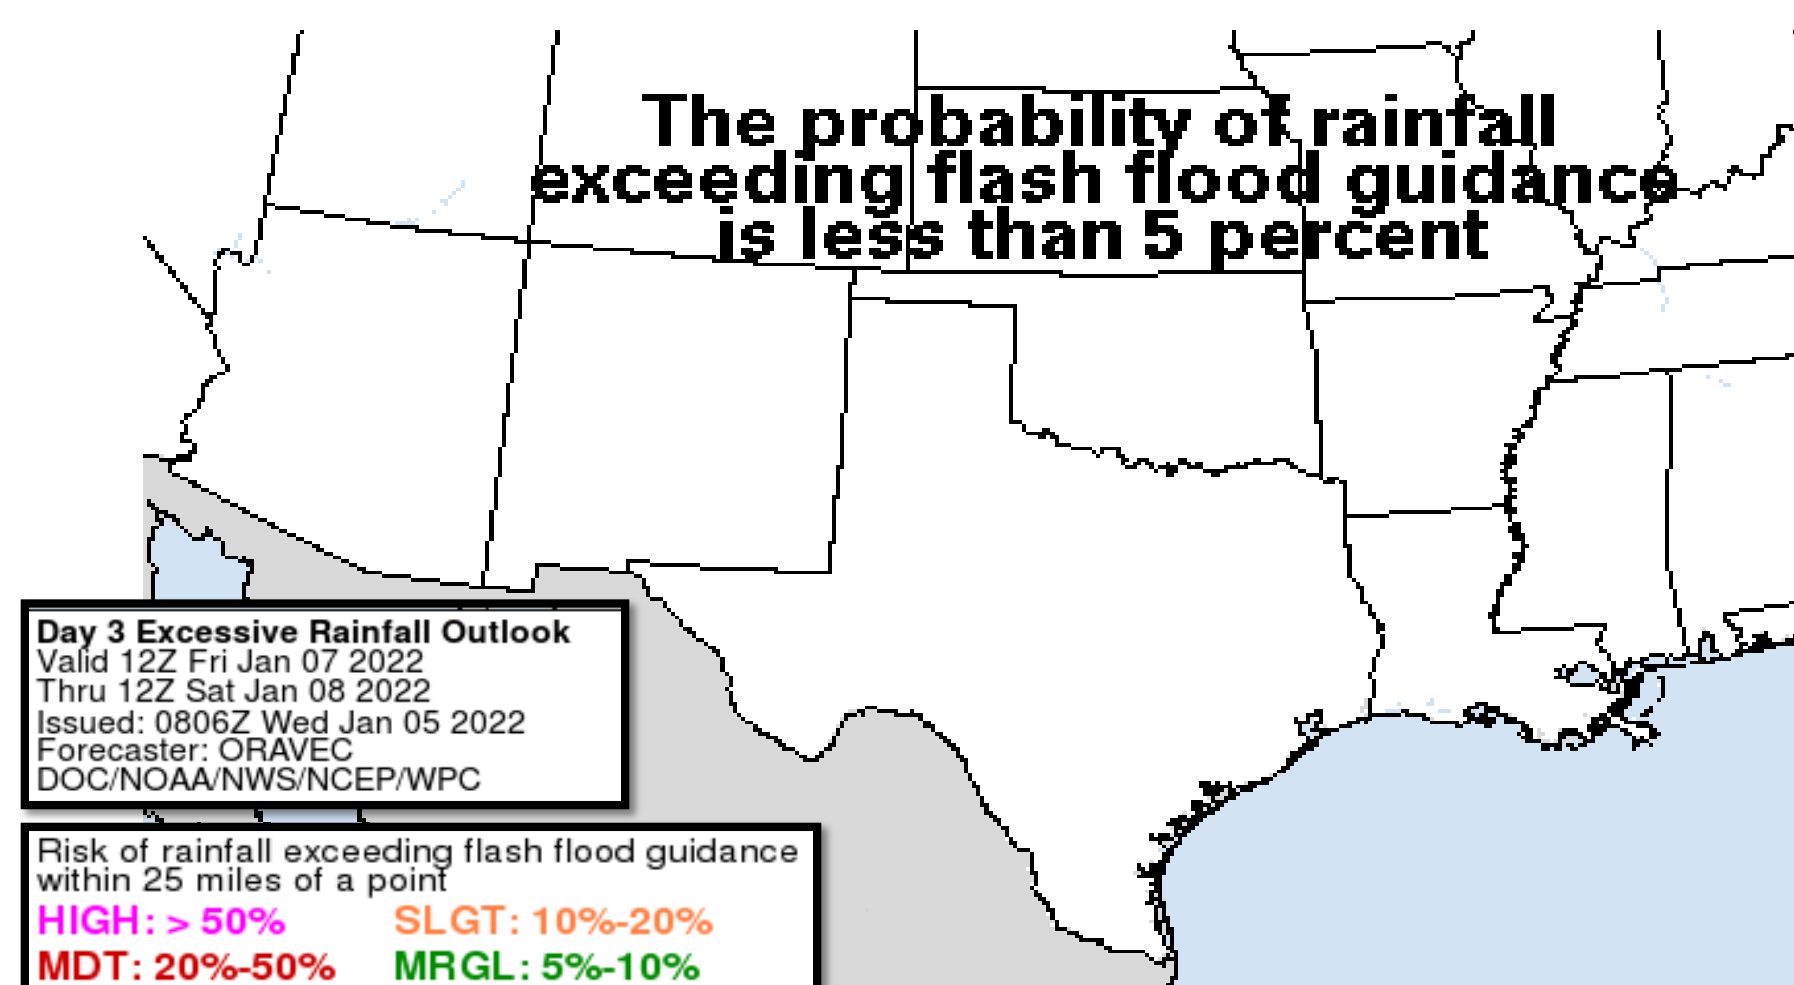 The probability of rainfall
exceeding flash flood guidance
is less than 5 percent
Day 3 Excessive Rainfall Outlook
Valid 12Z Fri Jan 07 2022
Thru 12Z Sat Jan 08 2022
Issued: 0806Z Wed Jan 05 2022
Forecaster: ORAVEC
DOC/NOAA/NWS/NCEP/WPC
Risk of rainfall exceeding flash flood guidance
within 25 miles of a point
HIGH: > 50% SLGT: 10%-20%
MDT: 20%-50% MRGL: 5%-10%